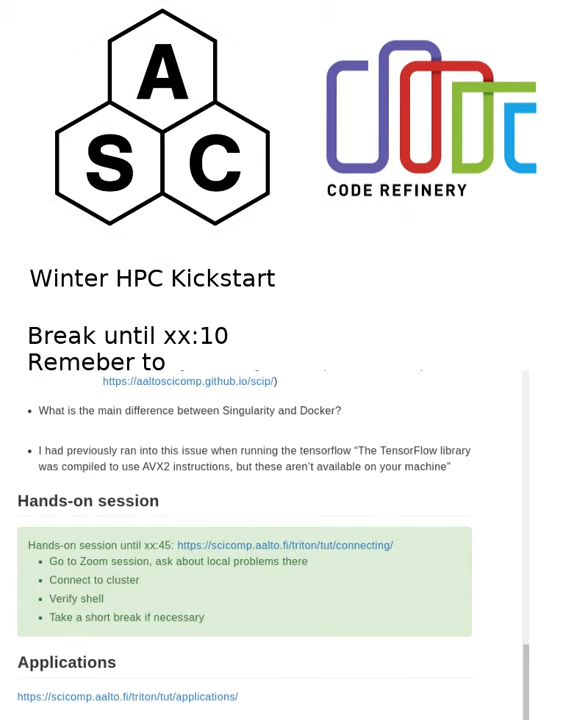 A
S C
CODE REFINERY
Winter HPC Kickstart
Break until xx:10
Remeber to
https://aaltoscicomp.github.io/scip/)
• What is the main difference between Singularity and Docker?
• I had previously ran into this issue when running the tensorflow “The TensorFlow library
was compiled to use AVX2 instructions, but these aren’t available on your machine”
Hands-on session
Hands-on session until xx:45: https://scicomp.aalto.fi/triton/tut/connecting/
• Go to Zoom session, ask about local problems there
• Connect to cluster
• Verify shell
• Take a short break if necessary
Applications
https://scicomp.aalto.fi/triton/tut/applications/